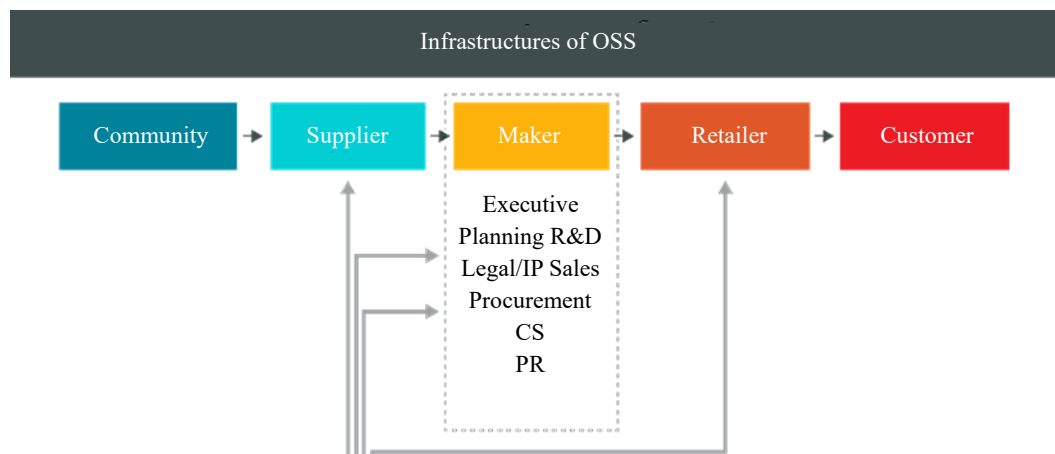 Infrastructures of OSS
Community
Supplier
Maker
Retailer
Customer
Executive
Planning R&D
Legal/IP Sales
Procurement
CS
PR